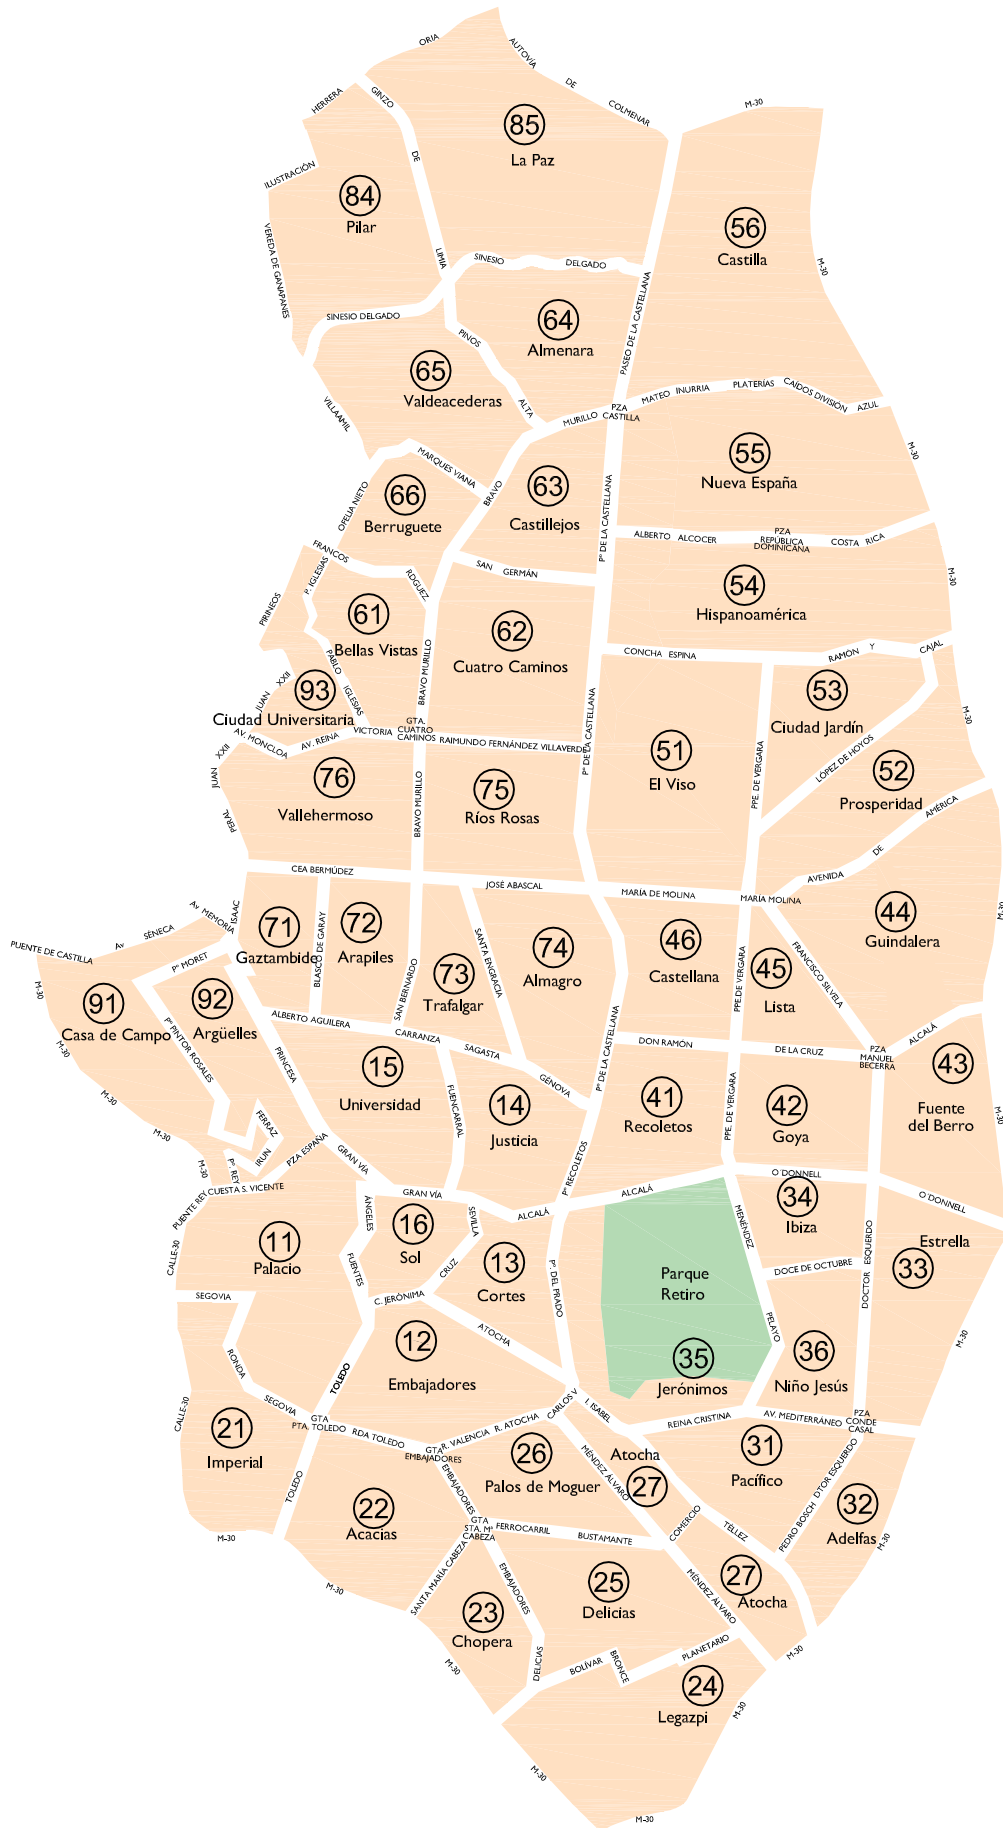 ORIA
AUTOVÍA
DE
COLMENAR
M-30
HERRERA
GINZO
DE
LIMIA
85
La Paz
ILUSTRACIÓN
84
Pilar
VEREDA DE GANAPANES
56
Castilla
M-30
SINESIO
DELGADO
SINESIO DELGADO
PASEO DE LA CASTELLANA
64
Almenara
PINOS
ALTA
65
Valdeacederas
VILLAAMIL
MURILLO
PZA
CASTILLA
MATEO INURRIA
PLATERÍAS
CAÍDOS DIVISIÓN
AZUL
M-30
MARQUES VIANA
BRAVO
55
Nueva España
66
Berruguete
OFELIA NIETO
63
Castillejos
Pº DE LA CASTELLANA
ALBERTO ALCOCER
PZA
REPÚBLICA
DOMINICANA
COSTA RICA
FRANCOS
RDGUEZ.
SAN GERMÁN
M-30
P. IGLESIAS
PIRINEOS
54
Hispanoamérica
61
Bellas Vistas
62
Cuatro Caminos
BRAVO MURILLO
CONCHA ESPINA
RAMÓN Y
CAJAL
PABLO
IGLESIAS
JUAN XXII
93
Ciudad Universitaria
53
Ciudad Jardín
M-30
AV. MONCLOA
AV. REINA
VICTORIA
GTA.
CUATRO
CAMINOS
RAIMUNDO FERNÁNDEZ VILLAVERDE
Pº DE LA CASTELLANA
JUAN XXII
PPE. DE VERGARA
LÓPEZ DE HOYOS
51
El Viso
52
Prosperidad
76
Vallehermoso
75
Ríos Rosas
BRAVO MURILLO
PERAL
AVENIDA
DE
AMÉRICA
CEA BERMÚDEZ
JOSÉ ABASCAL
MARÍA DE MOLINA
MARÍA MOLINA
ISAAC
Av MEMORIA
SÉNECA
Av
PUENTE DE CASTILLA
M-30
71
Gaztambide
BLASCO DE GARAY
72
Arapiles
SAN BERNARDO
73
Trafalgar
SANTA ENGRACIA
74
Almagro
46
Castellana
PPE.DE VERGARA
45
Lista
FRANCISCO SILVELA
44
Guindalera
M-30
Pº MORET
91
Casa de Campo
92
Argüelles
Pº PINTOR ROSALES
PRINCESA
ALBERTO AGUILERA
CARRANZA
SAGASTA
GÉNOVA
Pº DE LA CASTELLANA
DON RAMÓN
DE LA CRUZ
PZA
MANUEL
BECERRA
ALCALÁ
M-30
15
Universidad
FUENCARRAL
14
Justicia
41
Recoletos
PPE. DE VERGARA
42
Goya
43
Fuente
del Berro
M-30
M-30
M-30
FERRAZ
IRUN
Pº REY
M-30
PZA ESPAÑA
GRAN VÍA
PUENTE REY
CUESTA S. VICENTE
GRAN VÍA
SEVILLA
ALCALÁ
Pº RECOLETOS
ALCALÁ
O´DONNELL
O´DONNELL
34
Ibiza
MENÉNDEZ
ÁNGELES
FUENTES
16
Sol
CRUZ
11
Palacio
CALLE-30
13
Cortes
Pº. DEL PRADO
Parque
Retiro
DOCE DE OCTUBRE
DOCTOR ESQUERDO
Estrella
33
SEGOVIA
C. JERÓNIMA
ATOCHA
12
Embajadores
PELAYO
35
Jerónimos
36
Niño Jesús
M-30
RONDA
SEGOVIA
TOLEDO
CALLE-30
21
Imperial
GTA
PTA. TOLEDO
RDA TOLEDO
GTA
EMBAJADORES
R. VALENCIA
R. ATOCHA
CARLOS V
I. ISABEL
REINA CRISTINA
AV. MEDITERRÁNEO
PZA
CONDE
CASAL
TOLEDO
26
Palos de Moguer
MÉNDEZ ÁLVARO
Atocha
27
31
Pacífico
PEDRO BOSCH
DTOR ESQUERDO
32
Adelfas
M-30
22
Acacias
EMBAJADORES
GTA
STA. Mª
CABEZA
FERROCARRIL
BUSTAMANTE
COMERCIO
TÉLLEZ
M-30
SANTA MARÍA CABEZA
EMBAJADORES
25
Delicias
MÉNDEZ ÁLVARO
27
Atocha
M-30
23
Chopera
DELICIAS
BOLÍVAR
BRONCE
PLANETARIO
M-30
M-30
24
Legazpi
M-30
M-30
M-30